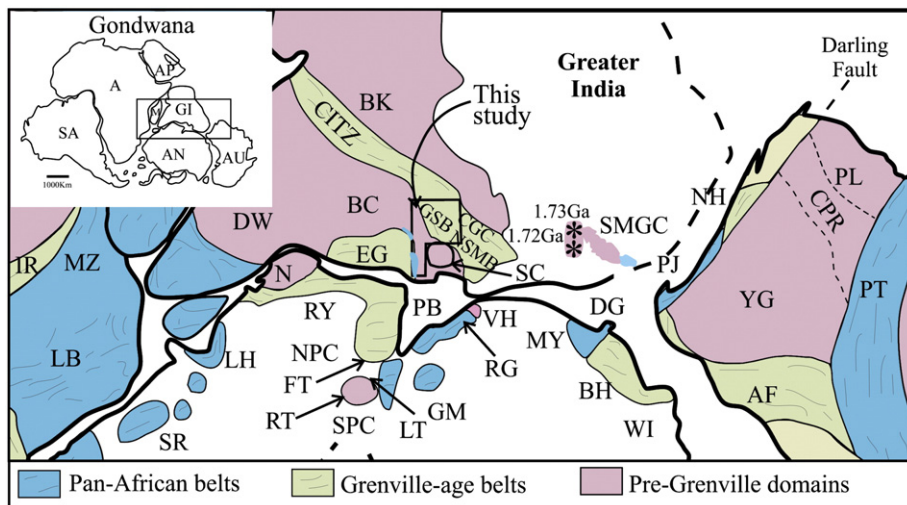 Gondwana
AP
A
M
GI
SA
AN
AU
1000Km
Greater
India
Darling
Fault
This
study
BK
CITZ
PL
CPR
NH
DW
BC
GSB
CGC
NSMB
1.73Ga
1.72Ga
**
SMGC
IR
MZ
EG
SC
PJ
PT
N
RY
PB
DG
YG
VH
LB
LH
NPC
RG
MY
FT
BH
AF
RT
GM
SPC
LT
WI
SR
Pan-African belts
Grenville-age belts
Pre-Grenville domains